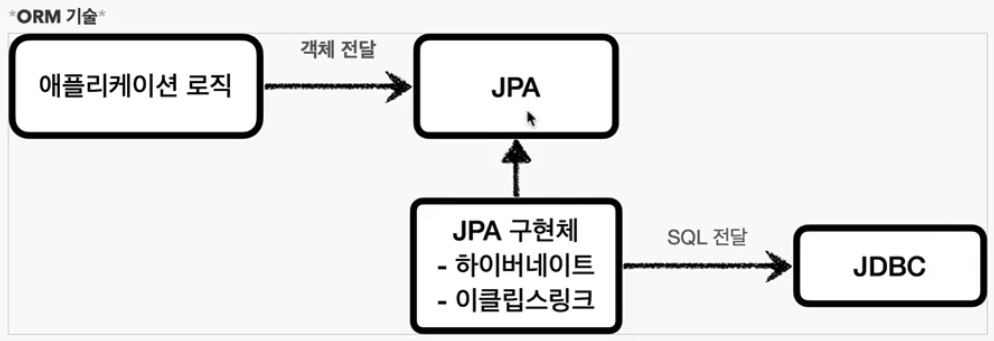 *ORM 기술*
객체 전달
애플리케이션 로직
JPA
JPA 구현체
- 하이버네이트
- 이클립스링크
SQL 전달
JDBC